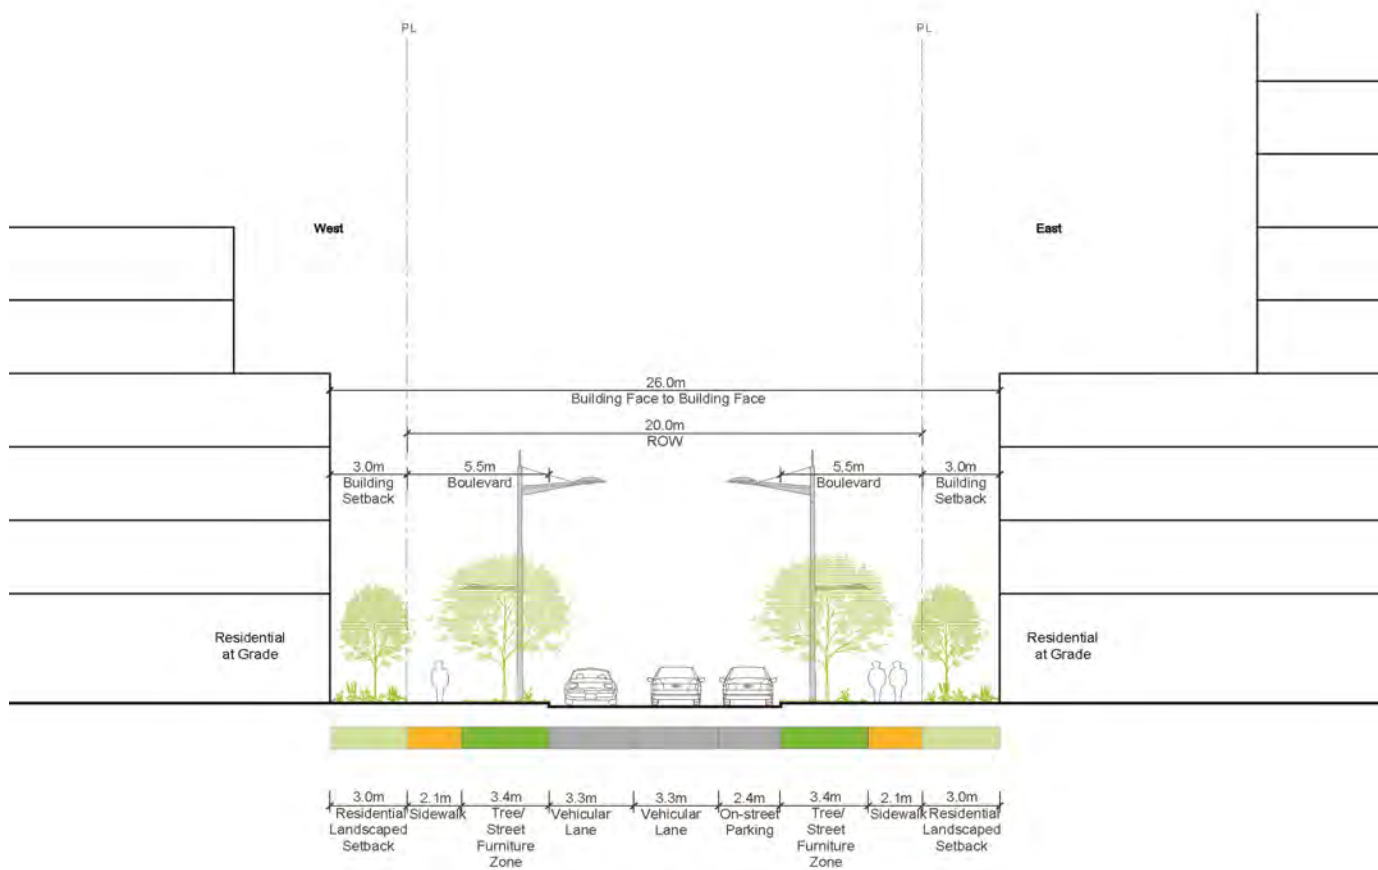 PL
PL
West
East
26.0m
Building Face to Building Face
20.0m
ROW
3.0m
Building
Setback
5.5m
Boulevard
5.5m
Boulevard
3.0m
Building
Setback
Residential
at Grade
Residential
at Grade
3.0m
Residential
Landscaped
Setback
2.1m
Sidewalk
3.4m
Tree/
Street
Furniture
Zone
3.3m
Vehicular
Lane
3.3m
Vehicular
Lane
2.4m
On-street
Parking
3.4m
Tree/
Street
Furniture
Zone
2.1m
Sidewalk
3.0m
Residential
Landscaped
Setback